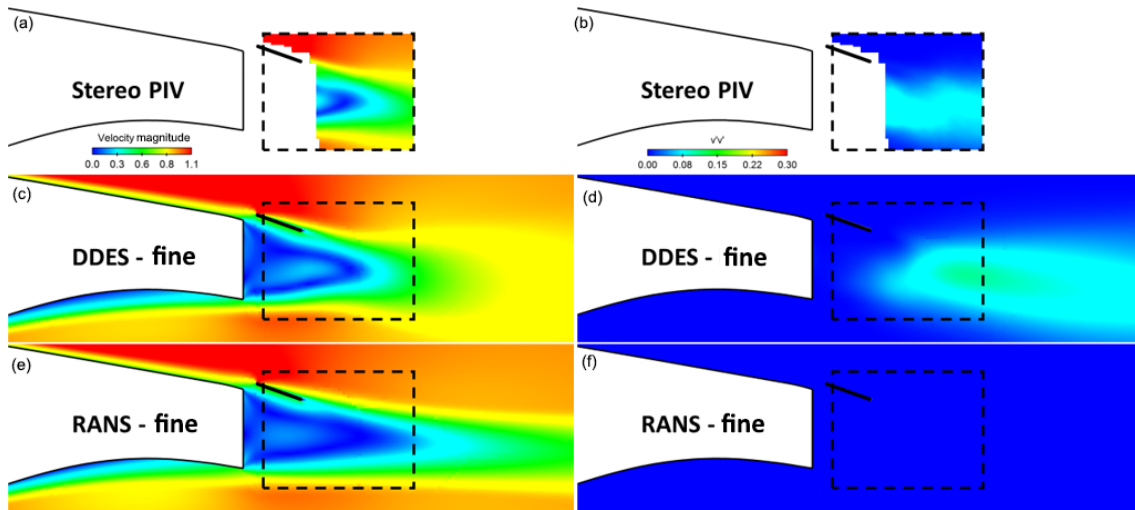 (a)
Stereo PIV
Velocity magnitude
0.0 0.3 0.6 0.8 1.1
(b)
Stereo PIV
v'v'
0.00 0.08 0.15 0.22 0.30
(c)
DDES - fine
(d)
DDES - fine
(e)
RANS - fine
(f)
RANS - fine